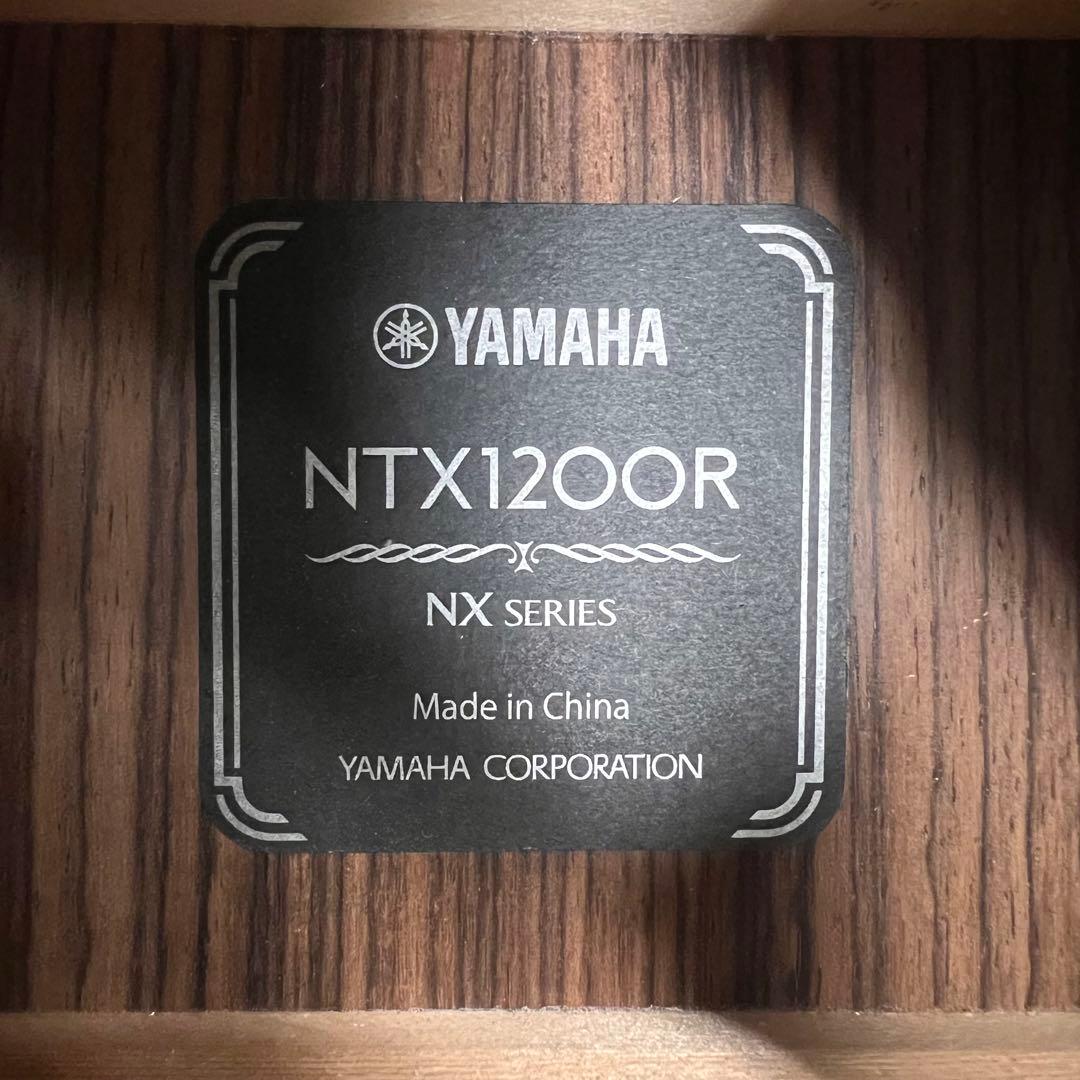 YAMAHA
NTX1200R
NX SERIES
Made in China
YAMAHA CORPORATION